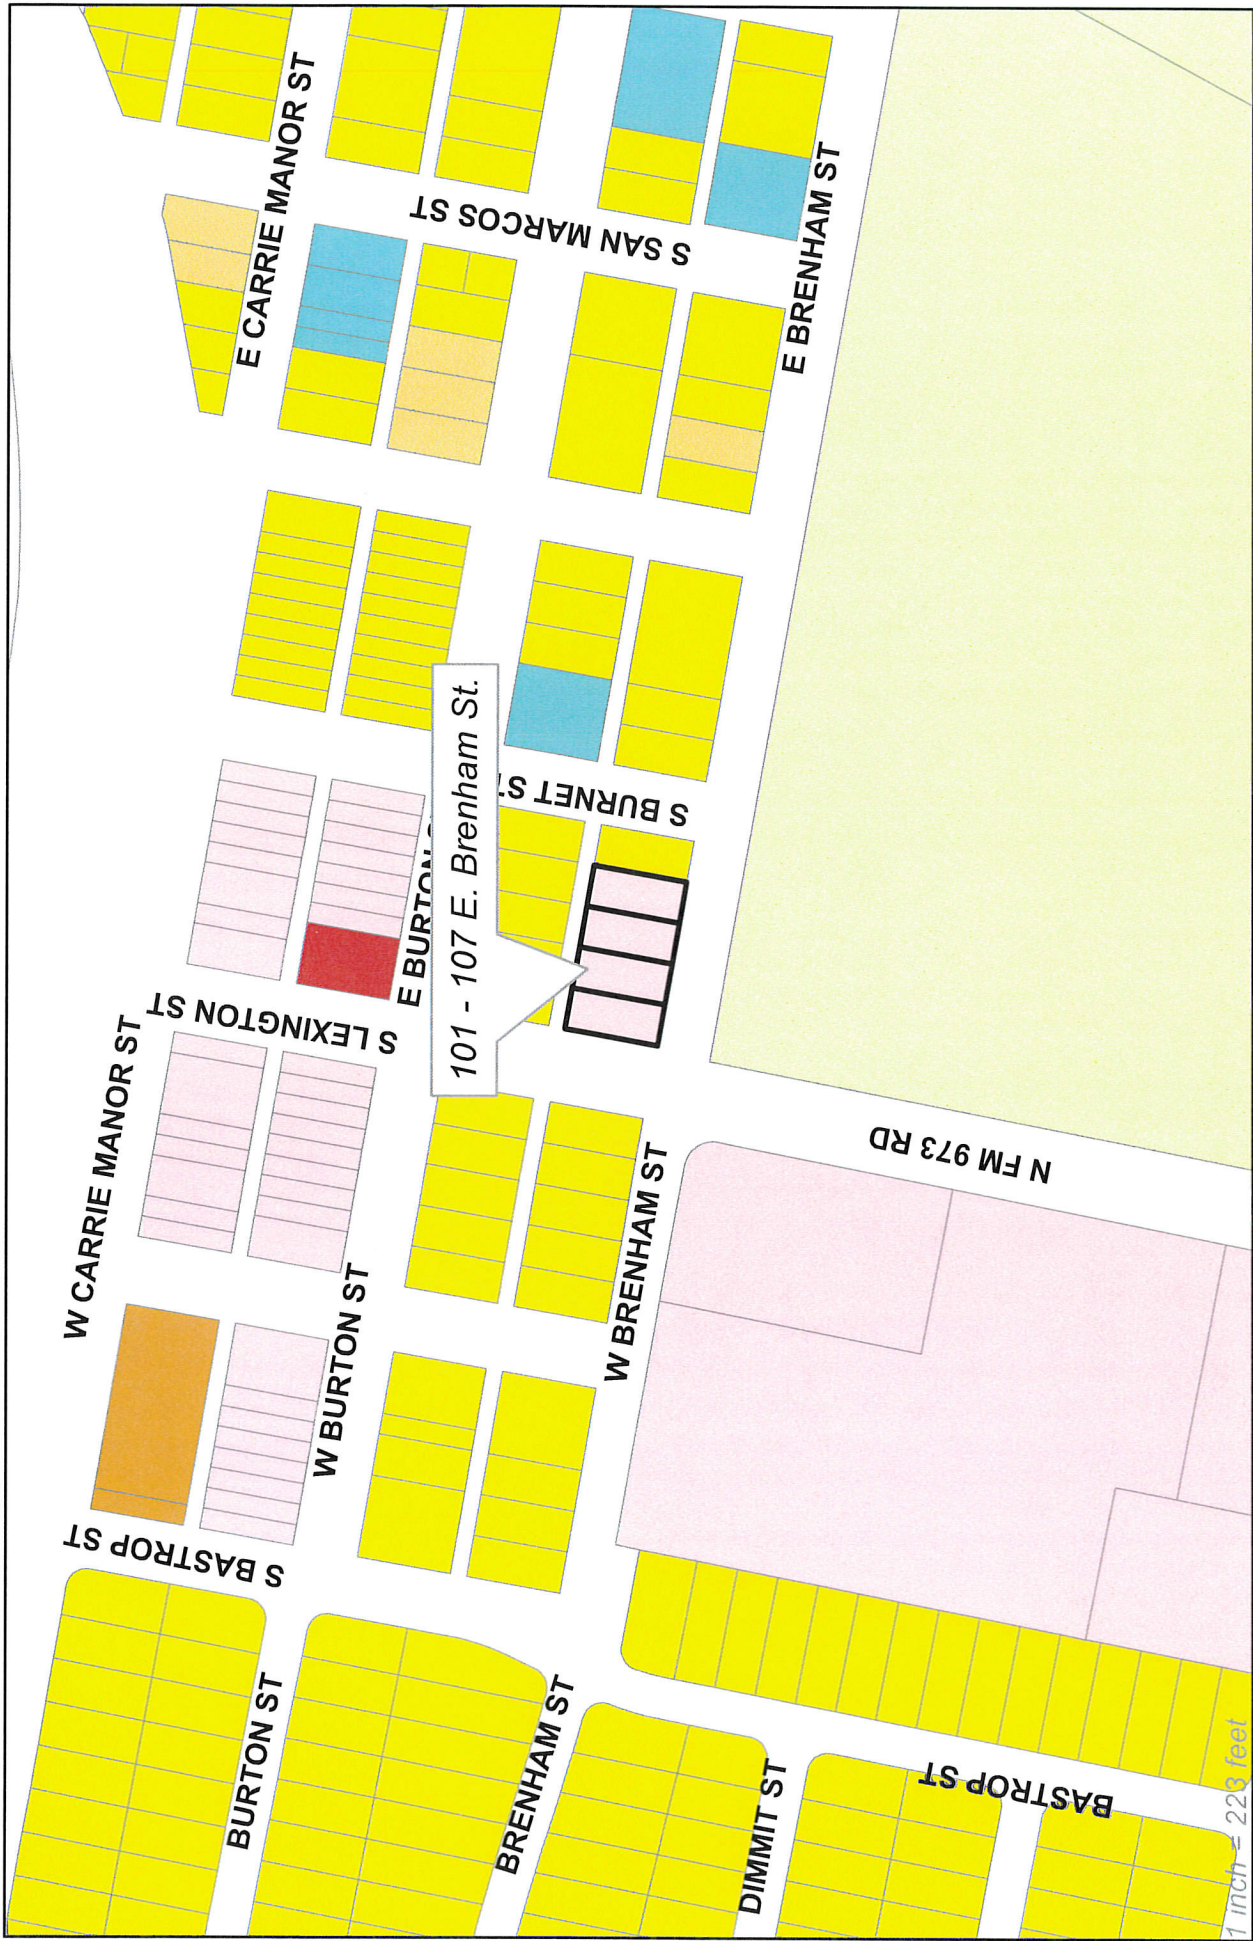 E CARRIE MANOR ST
S SAN MARCOS ST
E BRENHAM ST
101 - 107 E. Brenham St.
S BURNET ST
E BURTON S
S LEXINGTON ST
W CARRIE MANOR ST
N FM 973 RD
W BRENHAM ST
W BURTON ST
S BASTROP ST
BURTON ST
BRENHAM ST
DIMMIT ST
BASTROP ST
1 inch = 223 feet